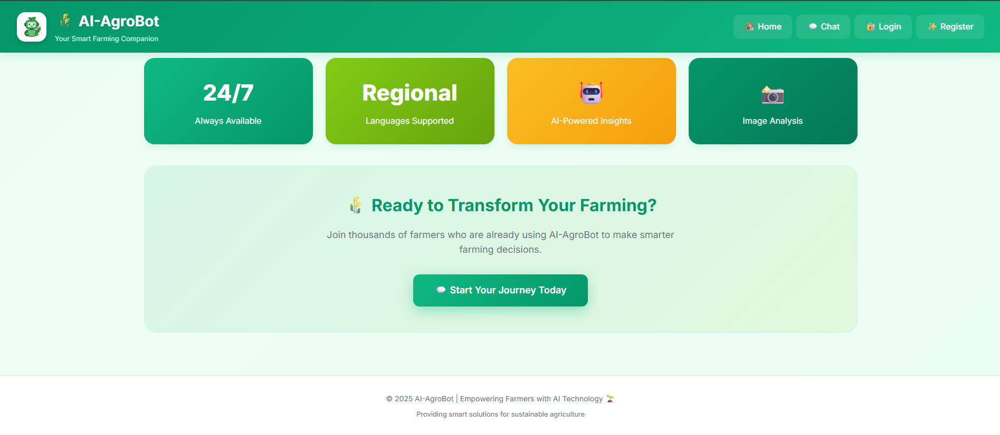 AI-AgroBot
Your Smart Farming Companion
Home
Chat
Login
Register
24/7
Always Available
Regional
Languages Supported
AI-Powered Insights
Image Analysis
Ready to Transform Your Farming?
Join thousands of farmers who are already using AI-AgroBot to make smarter
farming decisions.
Start Your Journey Today
© 2025 AI-AgroBot | Empowering Farmers with AI Technology 🌱
Providing smart solutions for sustainable agriculture